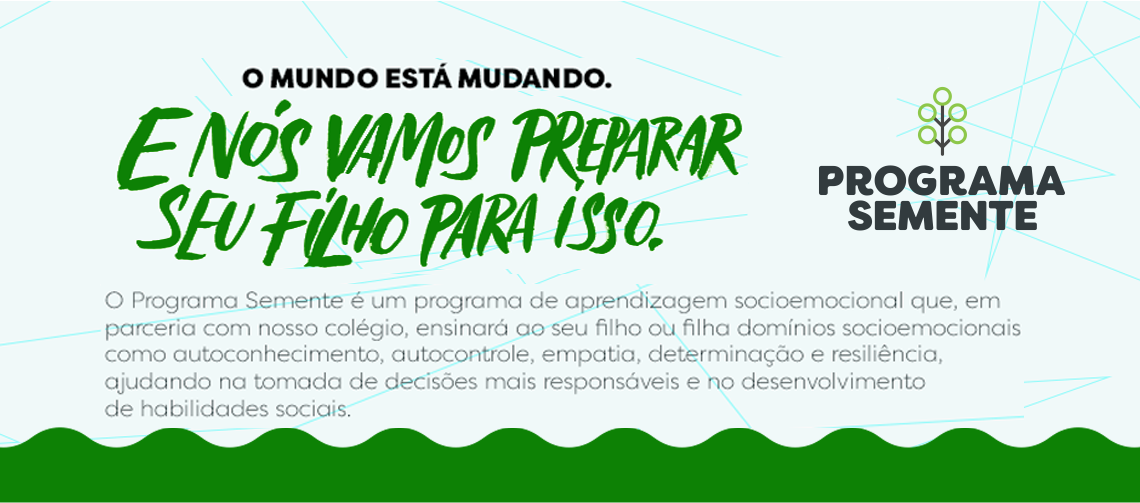 O MUNDO ESTÁ MUDANDO.
E NÓS VAMOS PREPARAR
SEU FILHO PARA ISSO.
PROGRAMA
SEMENTE
O Programa Semente é um programa de aprendizagem socioemocional que, em
parceria com nosso colégio, ensinará ao seu filho ou filha domínios socioemocionais
como autoconhecimento, autocontrole, empatia, determinação e resiliência,
ajudando na tomada de decisões mais responsáveis e no desenvolvimento
de habilidades sociais.